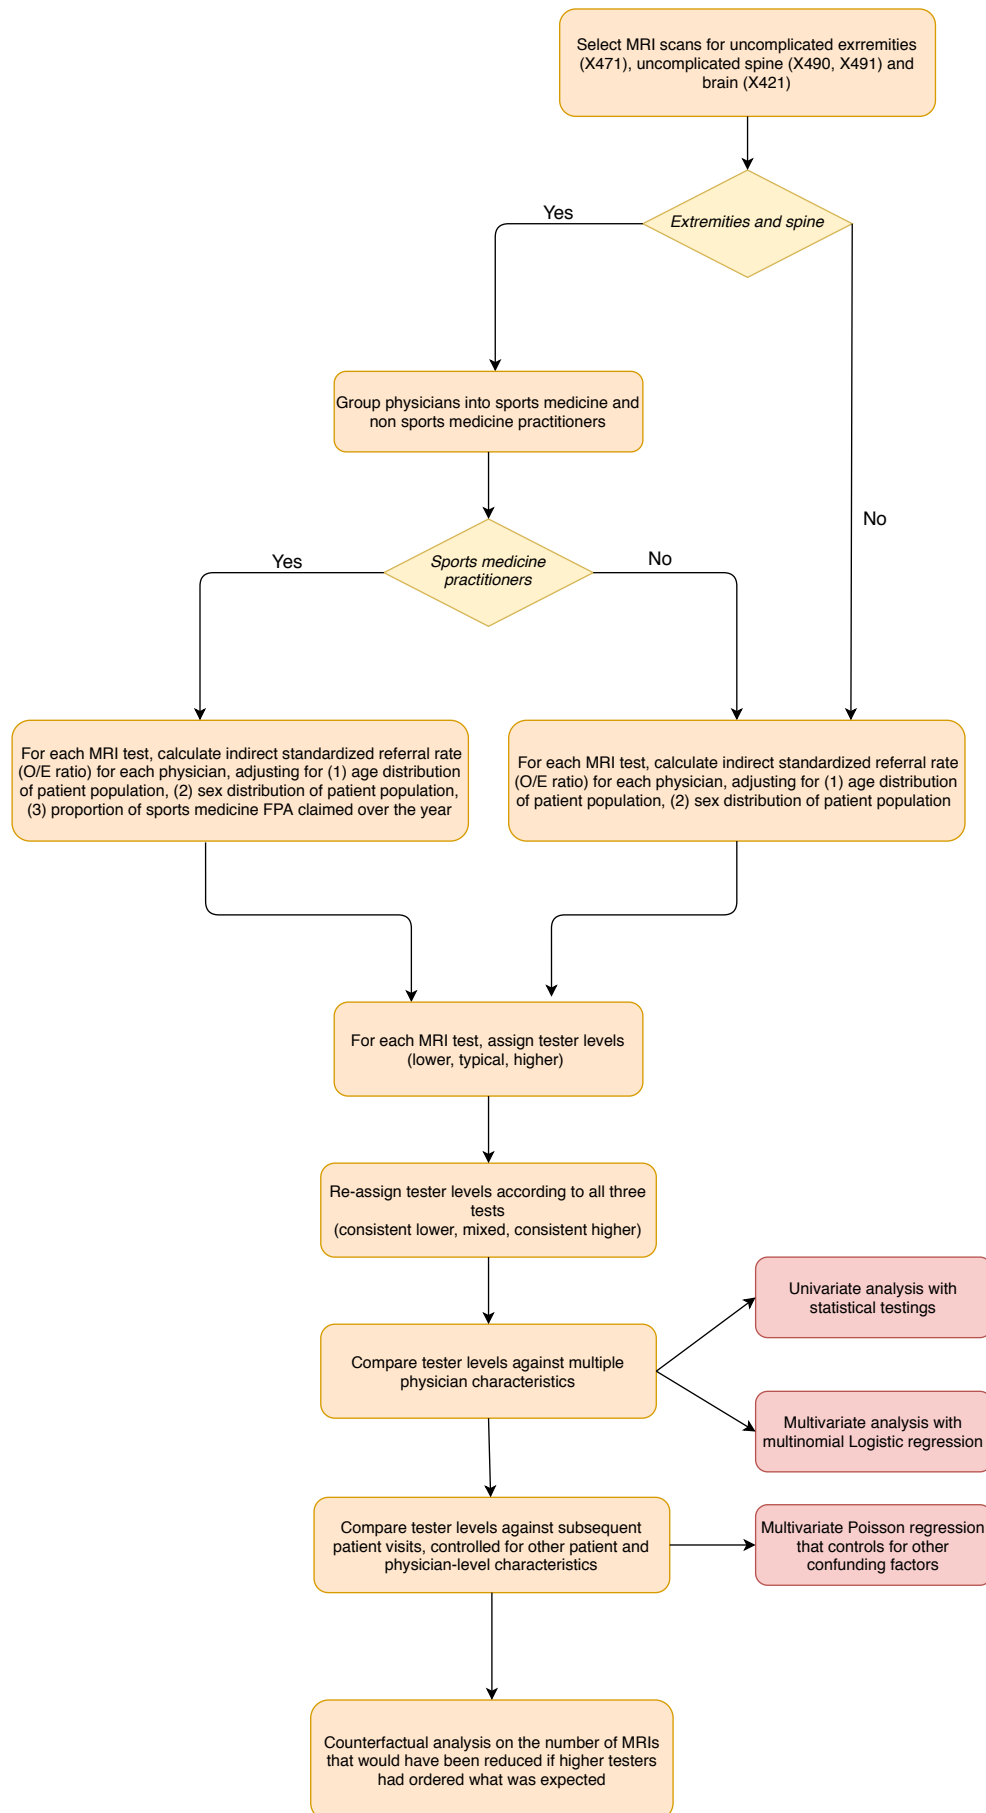 Select MRI scans for uncomplicated exrremities
(X471), uncomplicated spine (X490, X491) and
brain (X421)
Extremities and spine
Yes
No
Group physicians into sports medicine and
non sports medicine practitioners
Sports medicine
practitioners
Yes
No
For each MRI test, calculate indirect standardized referral rate
(O/E ratio) for each physician, adjusting for (1) age distribution
of patient population, (2) sex distribution of patient population,
(3) proportion of sports medicine FPA claimed over the year
For each MRI test, calculate indirect standardized referral rate
(O/E ratio) for each physician, adjusting for (1) age distribution
of patient population, (2) sex distribution of patient population
For each MRI test, assign tester levels
(lower, typical, higher)
Re-assign tester levels according to all three
tests
(consistent lower, mixed, consistent higher)
Compare tester levels against multiple
physician characteristics
Univariate analysis with
statistical testings
Multivariate analysis with
multinomial Logistic regression
Compare tester levels against subsequent
patient visits, controlled for other patient and
physician-level characteristics
Multivariate Poisson regression
that controls for other
confunding factors
Counterfactual analysis on the number of MRIs
that would have been reduced if higher testers
had ordered what was expected